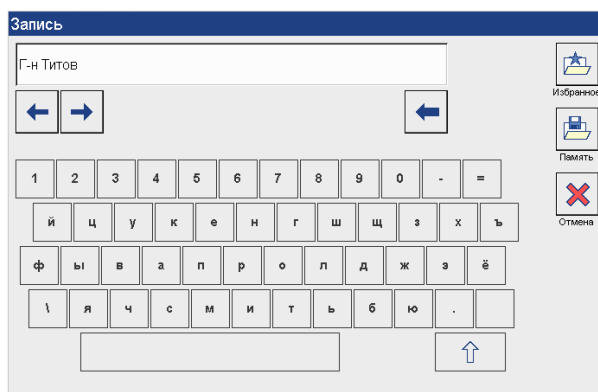 Запись
Г-н Титов
Избранное
Память
Отмена
1 2 3 4 5 6 7 8 9 0 - =
й ц у к е н г ш щ з х ъ
ф ы в а п р о л д ж э ё
\ я ч с м и т ь б ю .